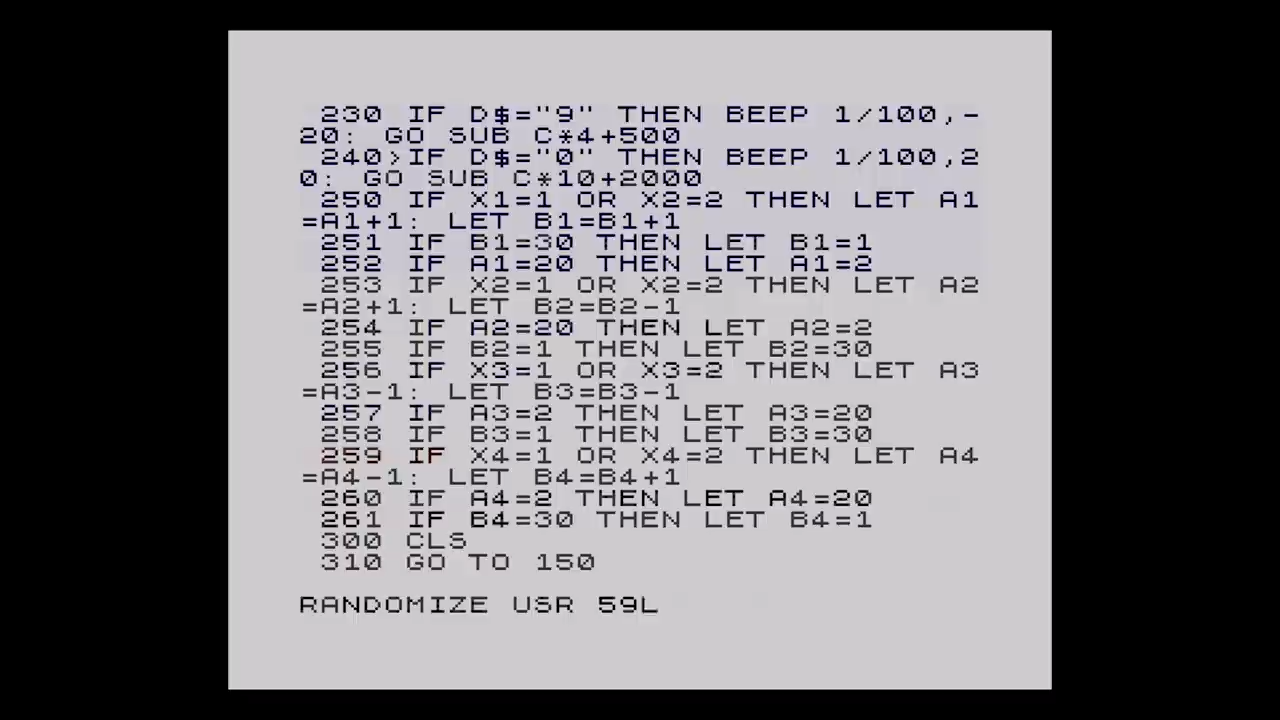 230 IF D$="9" THEN BEEP 1/100,-
20: GO SUB C*4+500
240>IF D$="0" THEN BEEP 1/100,2
0: GO SUB C*10+2000
250 IF X1=1 OR X2=2 THEN LET A1
=A1+1: LET B1=B1+1
251 IF B1=30 THEN LET B1=1
252 IF A1=20 THEN LET A1=2
253 IF X2=1 OR X2=2 THEN LET A2
=A2+1: LET B2=B2-1
254 IF A2=20 THEN LET A2=2
255 IF B2=1 THEN LET B2=30
256 IF X3=1 OR X3=2 THEN LET A3
=A3-1: LET B3=B3-1
257 IF A3=2 THEN LET A3=20
258 IF B3=1 THEN LET B3=30
259 IF X4=1 OR X4=2 THEN LET A4
=A4-1: LET B4=B4+1
260 IF A4=2 THEN LET A4=20
261 IF B4=30 THEN LET B4=1
300 CLS
310 GO TO 150
RANDOMIZE USR 59L